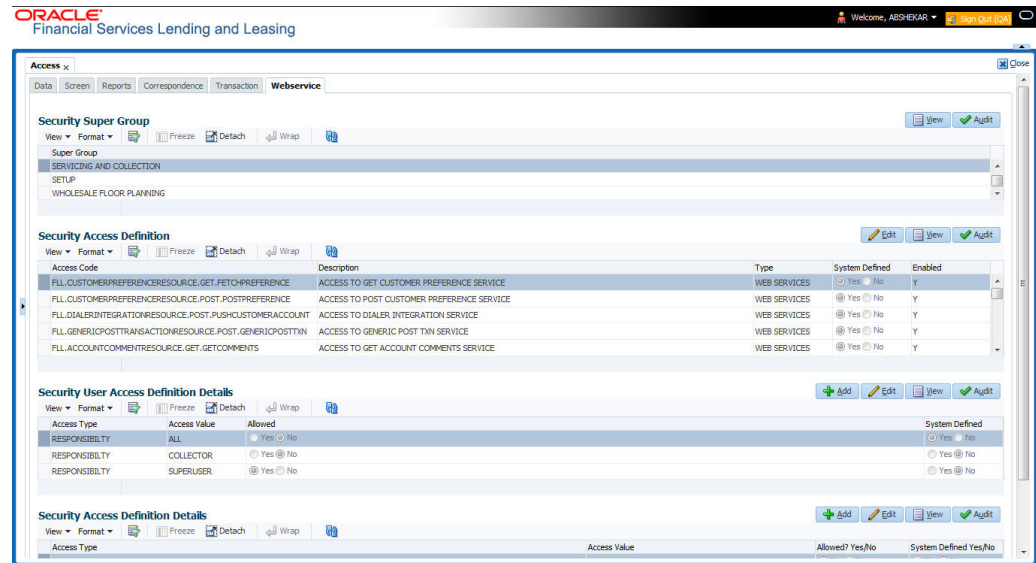 ORACLE
Financial Services Lending and Leasing
Welcome, ABSHEKAR Sign Out [QA]
Access x Close
Data Screen Reports Correspondence Transaction Webservice
Security Super Group View Audit
View Format Freeze Detach Wrap
Super Group
SERVICING AND COLLECTION
SETUP
WHOLESALE FLOOR PLANNING
Security Access Definition Edit View Audit
View Format Freeze Detach Wrap
Access Code Description Type System Defined Enabled
FLL.CUSTOMERPREFERENCERESOURCE.GET.FETCHPREFERENCE ACCESS TO GET CUSTOMER PREFERENCE SERVICE WEB SERVICES Yes No Y
FLL.CUSTOMERPREFERENCERESOURCE.POST.POSTPREFERENCE ACCESS TO POST CUSTOMER PREFERENCE SERVICE WEB SERVICES Yes No Y
FLL.DIALERINTEGRATIONRESOURCE.POST.PUSHCUSTOMERACCOUNT ACCESS TO DIALER INTEGRATION SERVICE WEB SERVICES Yes No Y
FLL.GENERICPOSTTRANSACTIONRESOURCE.POST.GENERICPOSTTXN ACCESS TO GENERIC POST TXN SERVICE WEB SERVICES Yes No Y
FLL.ACCOUNTCOMMENTRESOURCE.GET.GETCOMMENTS ACCESS TO GET ACCOUNT COMMENTS SERVICE WEB SERVICES Yes No Y
Security User Access Definition Details Add Edit View Audit
View Format Freeze Detach Wrap
Access Type Access Value Allowed System Defined
RESPONSIBILTY ALL Yes No Yes No
RESPONSIBILTY COLLECTOR Yes No Yes No
RESPONSIBILTY SUPERUSER Yes No Yes No
Security Access Definition Details Add Edit View Audit
View Format Freeze Detach Wrap
Access Type Access Value Allowed? Yes/No System Defined Yes/No